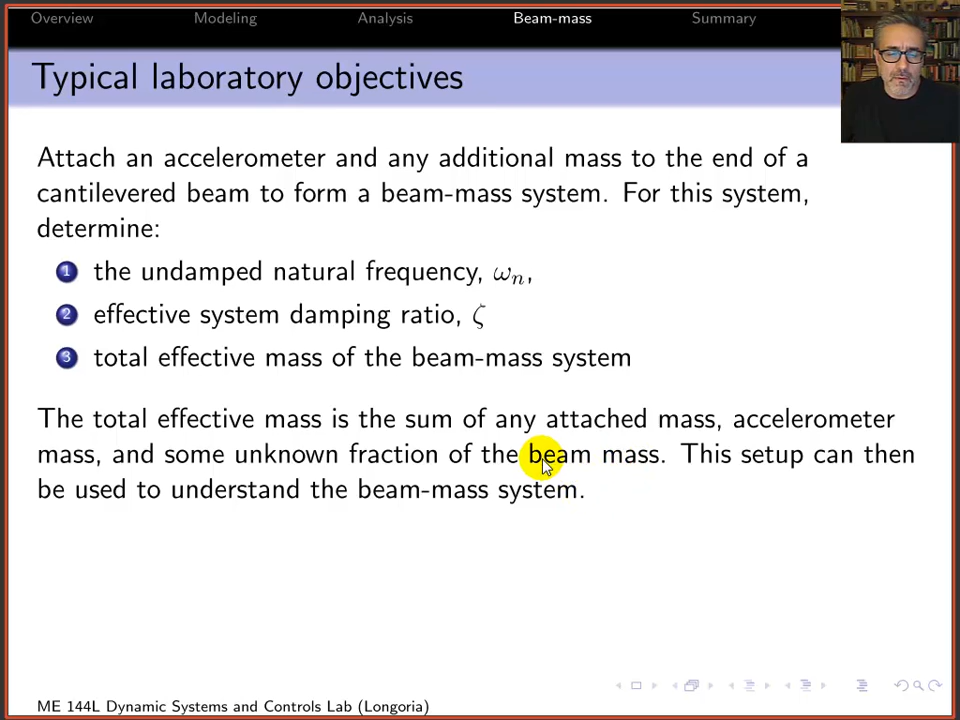 Overview Modeling Analysis Beam-mass Summary
Typical laboratory objectives
Attach an accelerometer and any additional mass to the end of a
cantilevered beam to form a beam-mass system. For this system,
determine:
1 the undamped natural frequency, ωₙ,
2 effective system damping ratio, ζ
3 total effective mass of the beam-mass system
The total effective mass is the sum of any attached mass, accelerometer
mass, and some unknown fraction of the beam mass. This setup can then
be used to understand the beam-mass system.
ME 144L Dynamic Systems and Controls Lab (Longoria)